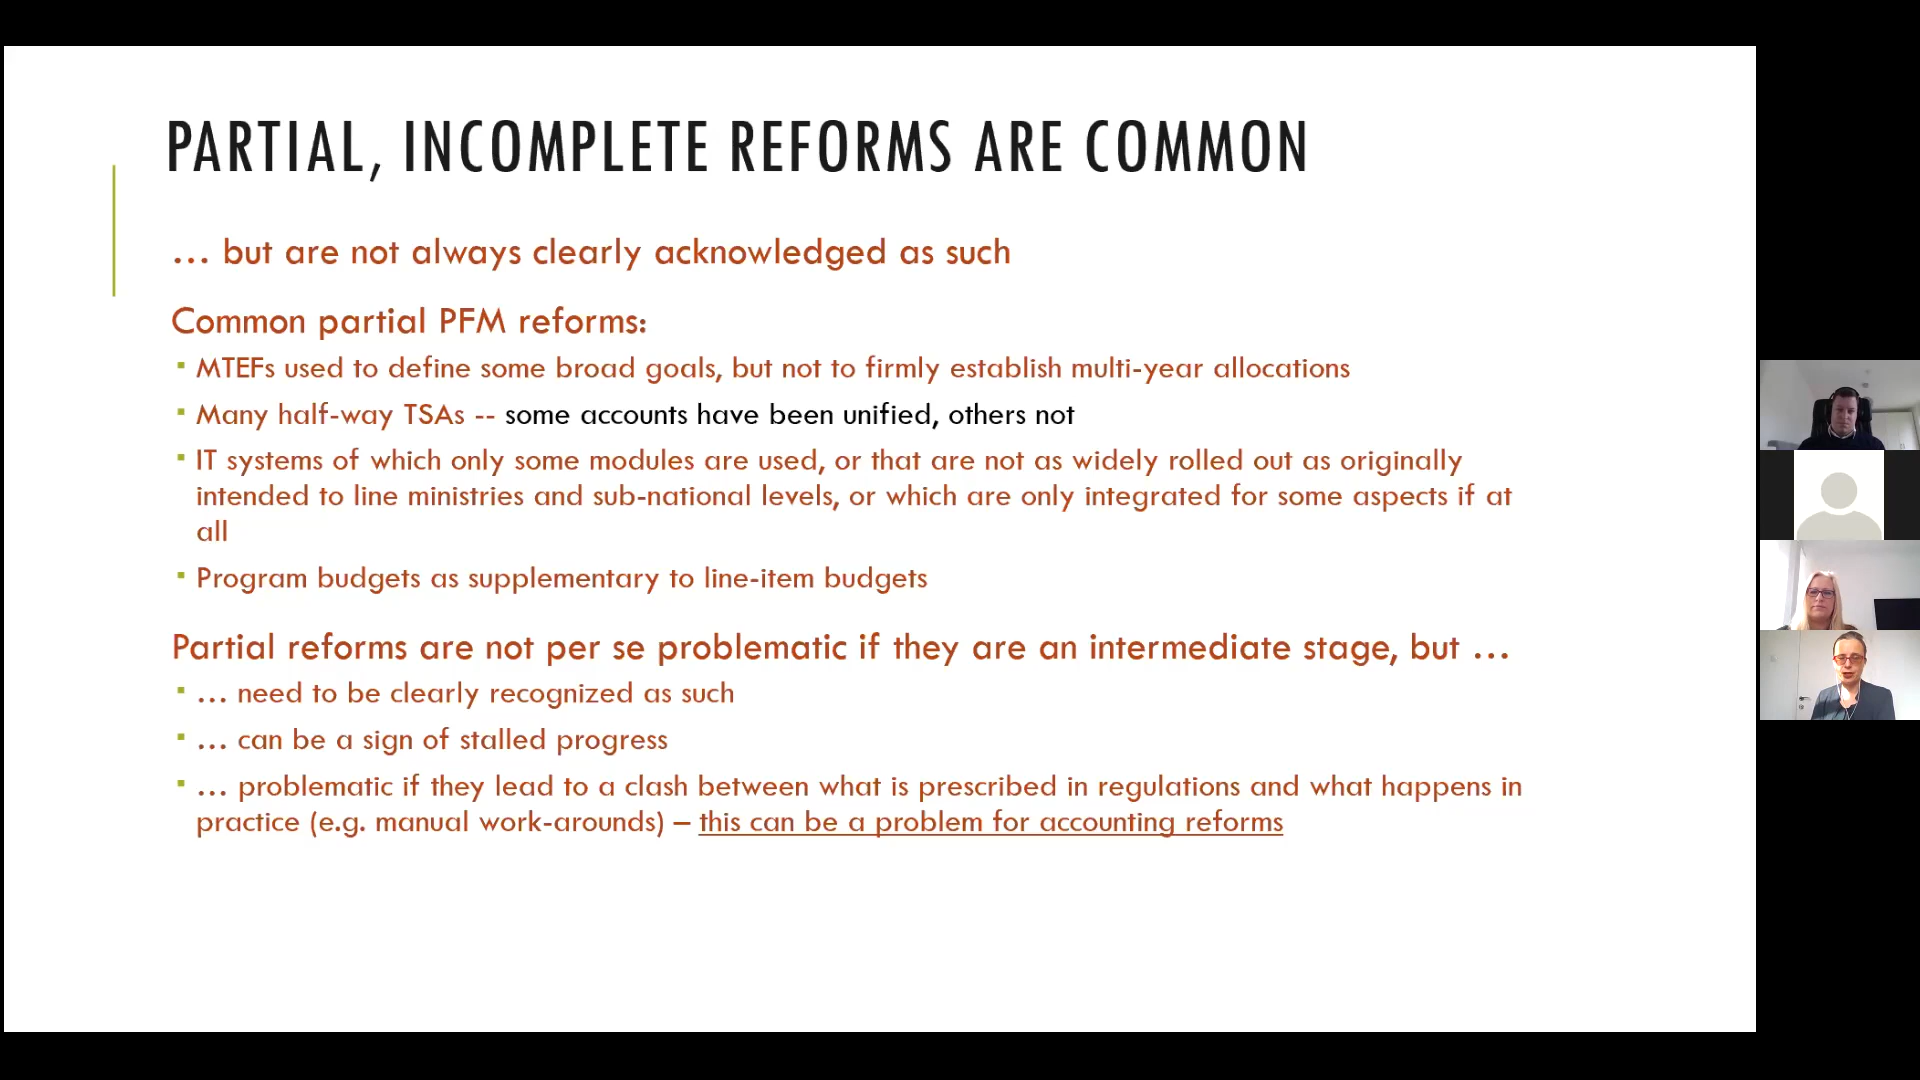 PARTIAL, INCOMPLETE REFORMS ARE COMMON
… but are not always clearly acknowledged as such
Common partial PFM reforms:
▪ MTEFs used to define some broad goals, but not to firmly establish multi-year allocations
▪ Many half-way TSAs -- some accounts have been unified, others not
▪ IT systems of which only some modules are used, or that are not as widely rolled out as originally
intended to line ministries and sub-national levels, or which are only integrated for some aspects if at
all
▪ Program budgets as supplementary to line-item budgets
Partial reforms are not per se problematic if they are an intermediate stage, but …
▪ … need to be clearly recognized as such
▪ … can be a sign of stalled progress
▪ … problematic if they lead to a clash between what is prescribed in regulations and what happens in
practice (e.g. manual work-arounds) – this can be a problem for accounting reforms